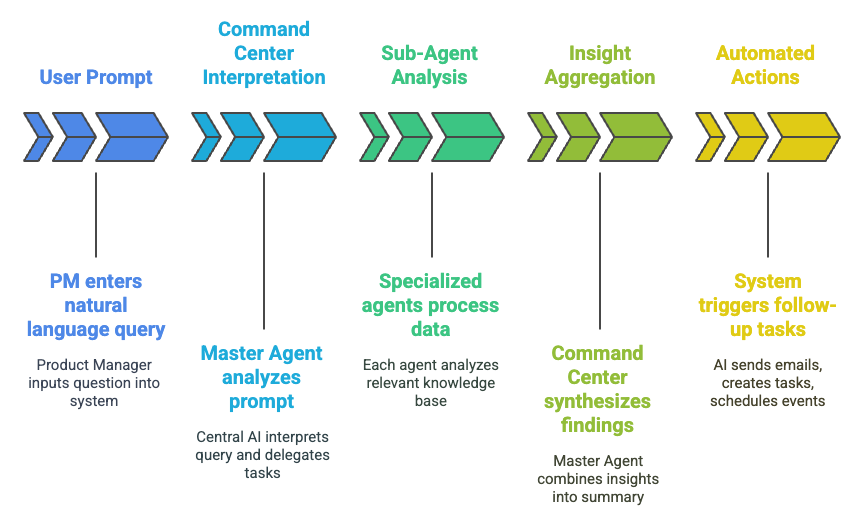 User Prompt
Command
Center
Interpretation
Sub-Agent
Analysis
Insight
Aggregation
Automated
Actions
PM enters
natural
language query
Product Manager
inputs question into
system
Master Agent
analyzes
prompt
Central AI interprets
query and delegates
tasks
Specialized
agents process
data
Each agent analyzes
relevant knowledge
base
Command
Center
synthesizes
findings
Master Agent
combines insights
into summary
System
triggers follow-
up tasks
AI sends emails,
creates tasks,
schedules events